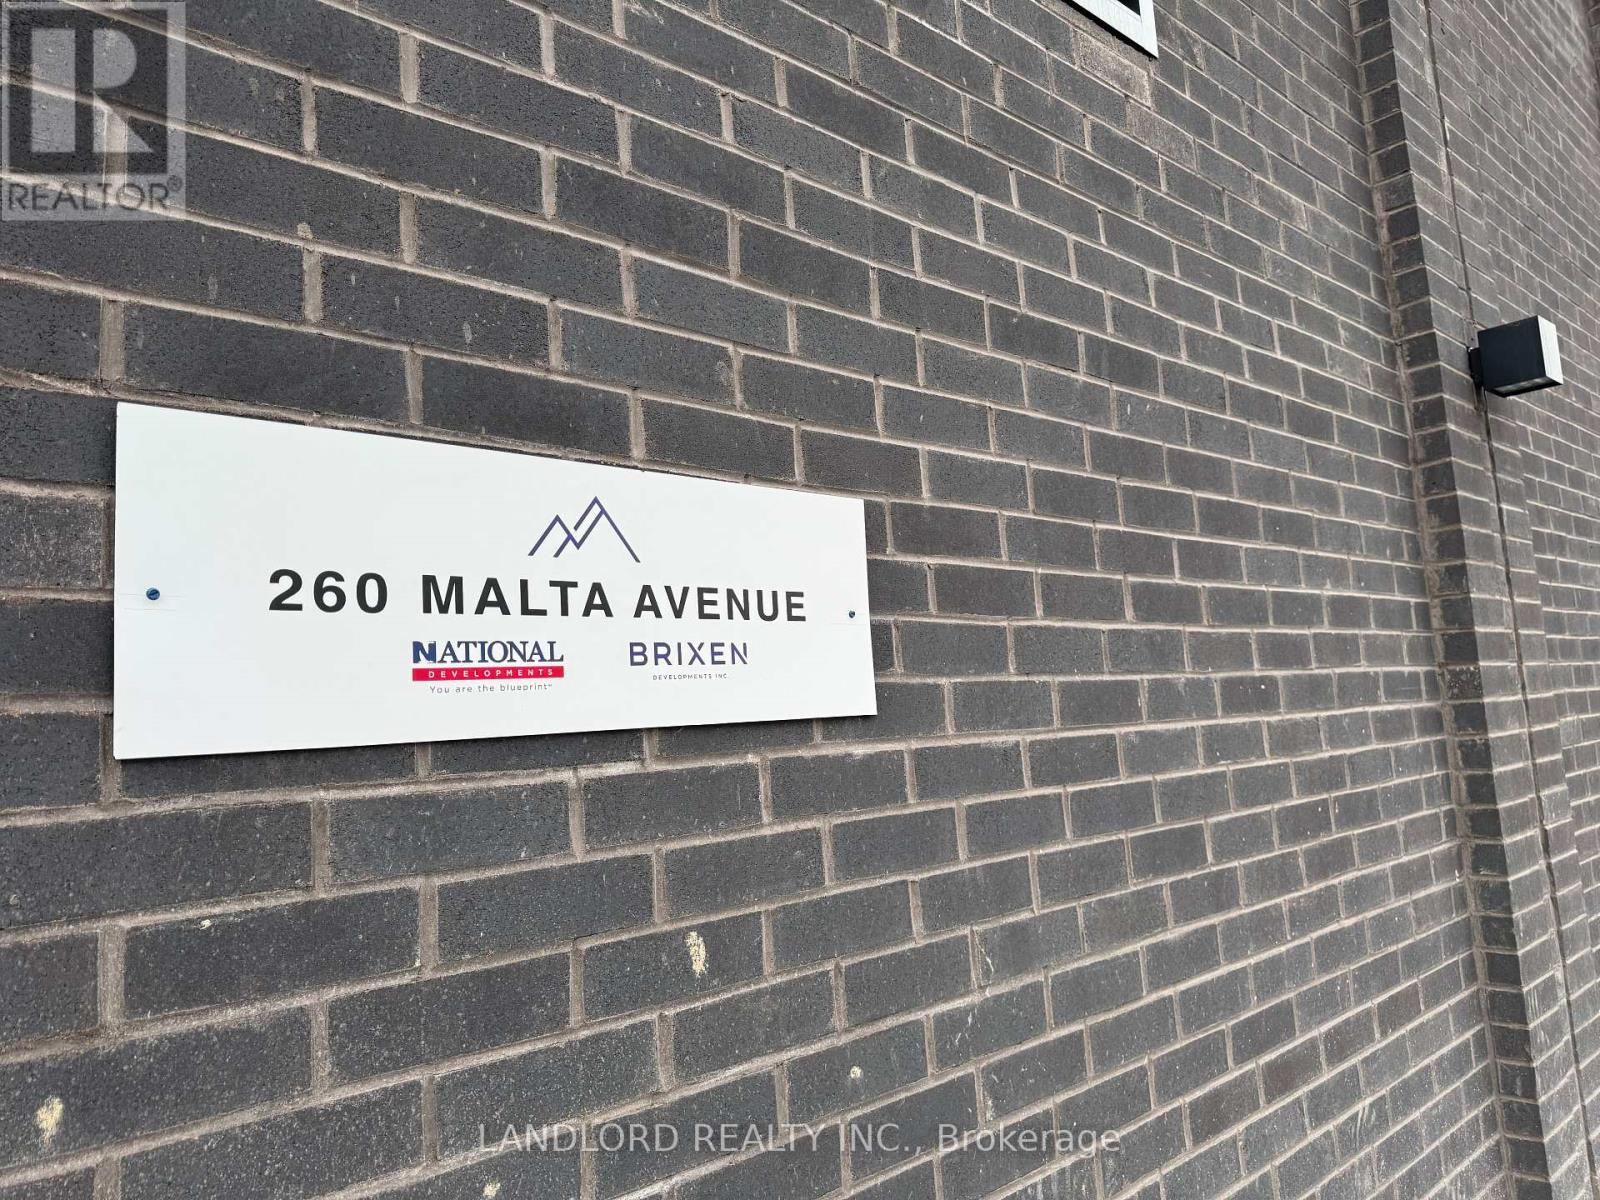 REALTOR®
260 MALTA AVENUE
NATIONAL
DEVELOPMENTS
You are the blueprint™
BRIXEN
DEVELOPMENTS INC.
LANDLORD REALTY INC., Brokerage